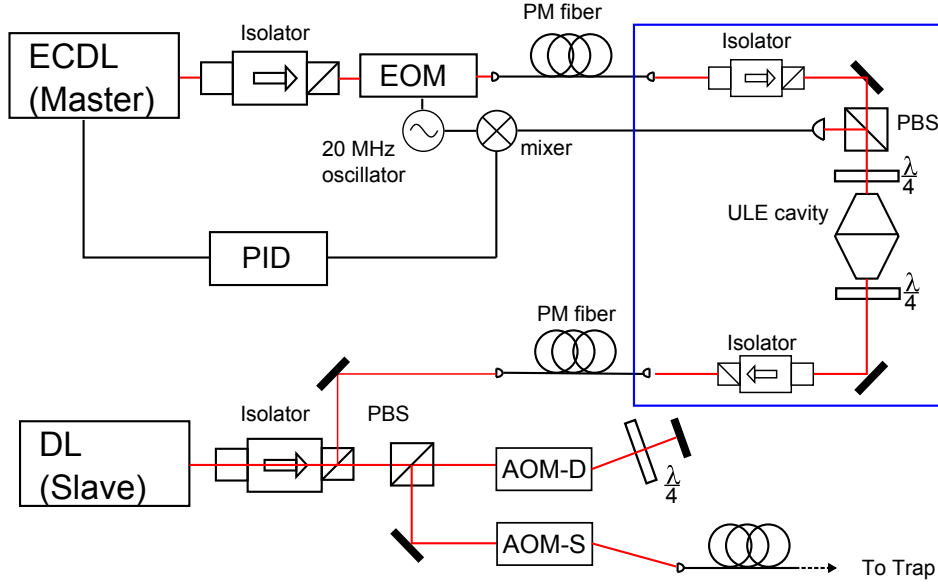 Isolator
PM fiber
ECDL
(Master)
EOM
Isolator
PBS
20 MHz
oscillator
mixer
λ
4
ULE cavity
PID
λ
4
PM fiber
Isolator
Isolator
PBS
DL
(Slave)
AOM-D
λ
4
AOM-S
To Trap